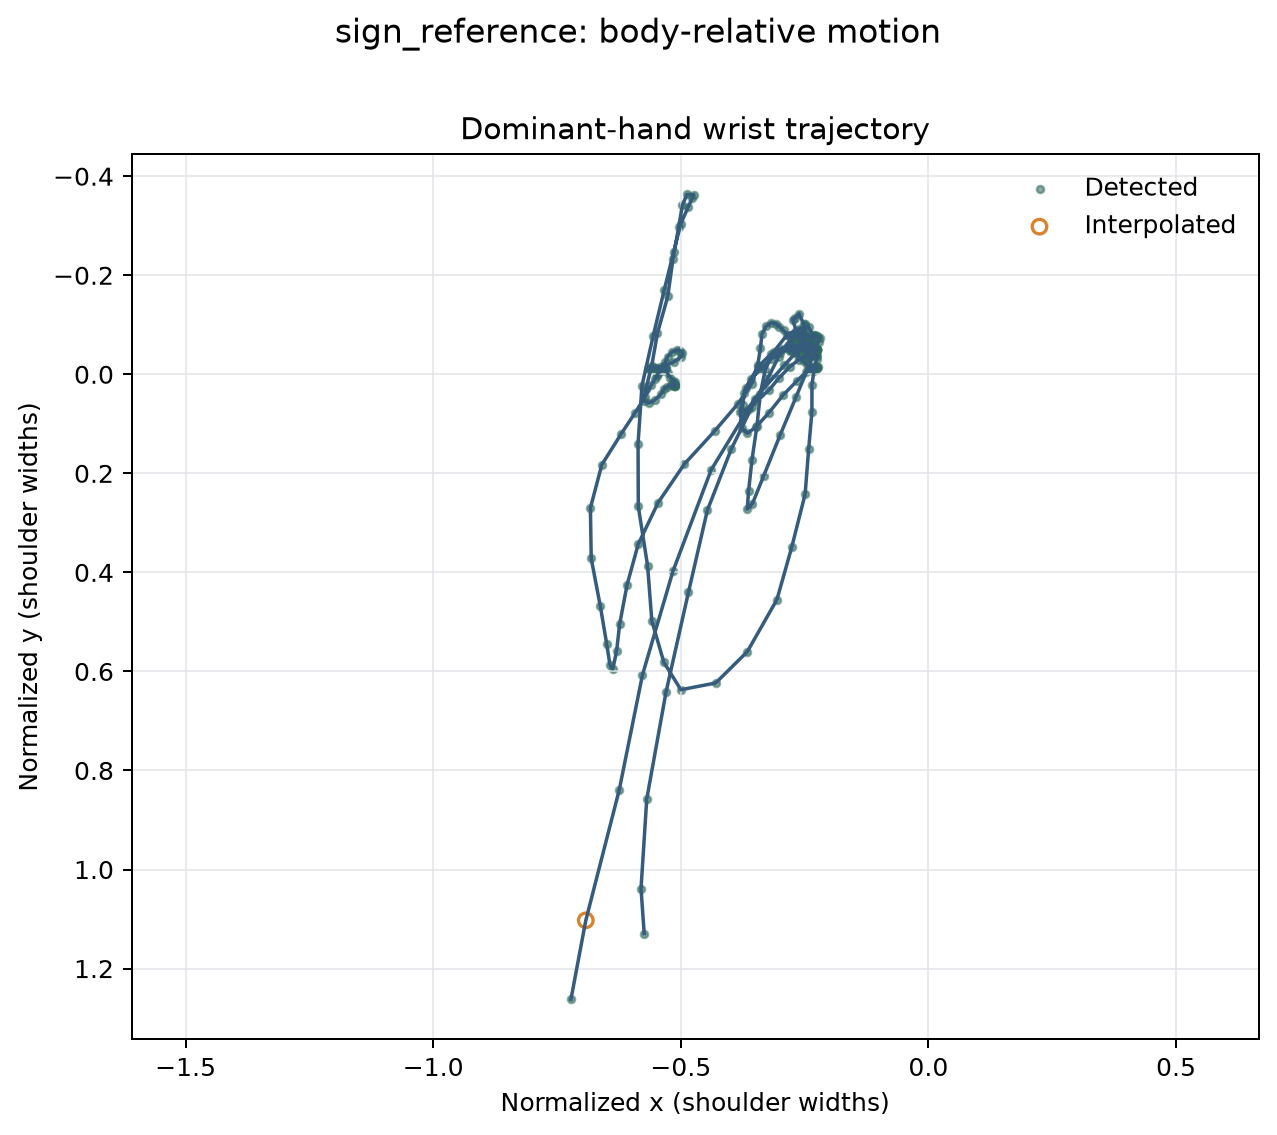 sign_reference: body-relative motion
Dominant-hand wrist trajectory
Detected
Interpolated
−0.4
−0.2
0.0
0.2
0.4
0.6
0.8
1.0
1.2
Normalized y (shoulder widths)
−1.5
−1.0
−0.5
0.0
0.5
Normalized x (shoulder widths)